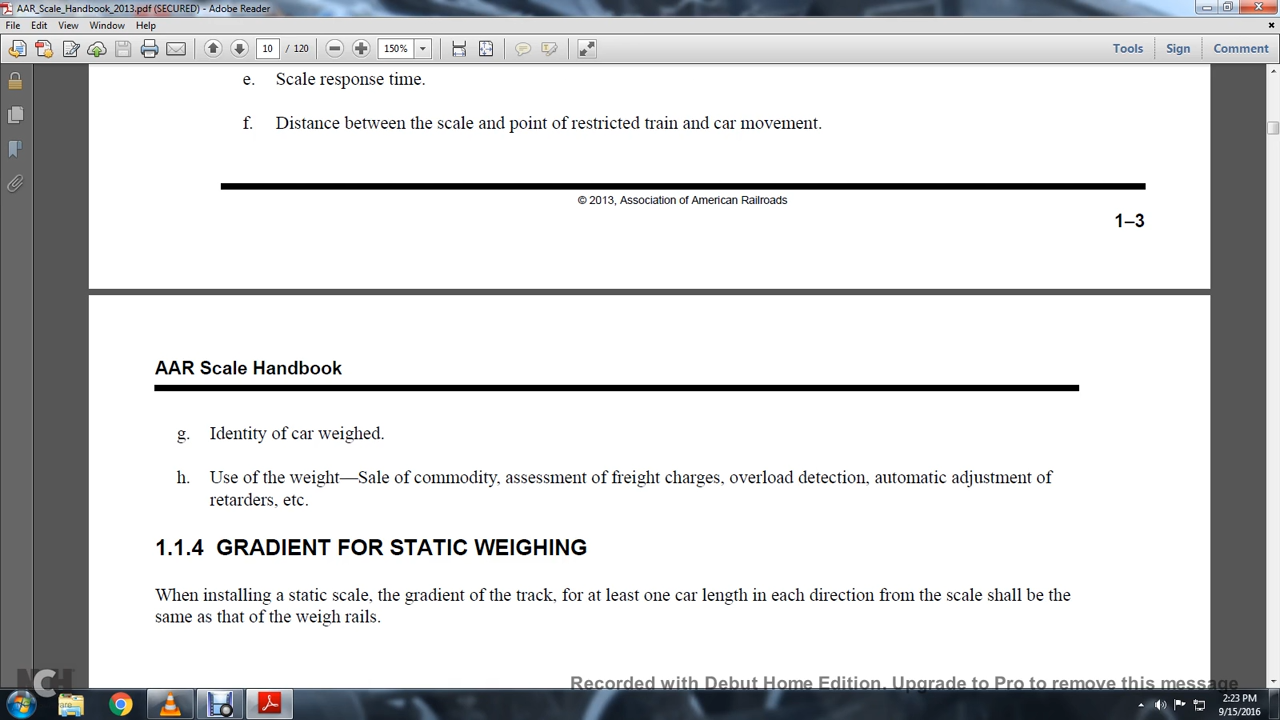 AAR_Scale_Handbook_2013.pdf (SECURED) - Adobe Reader
File Edit View Window Help
10 / 120 150% Tools Sign Comment
e. Scale response time.
f. Distance between the scale and point of restricted train and car movement.
© 2013, Association of American Railroads
1–3
AAR Scale Handbook
g. Identity of car weighed.
h. Use of the weight—Sale of commodity, assessment of freight charges, overload detection, automatic adjustment of
retarders, etc.
1.1.4 GRADIENT FOR STATIC WEIGHING
When installing a static scale, the gradient of the track, for at least one car length in each direction from the scale shall be the
same as that of the weigh rails.
Recorded with Debut Home Edition. Upgrade to Pro to remove this message
2:23 PM
9/15/2016